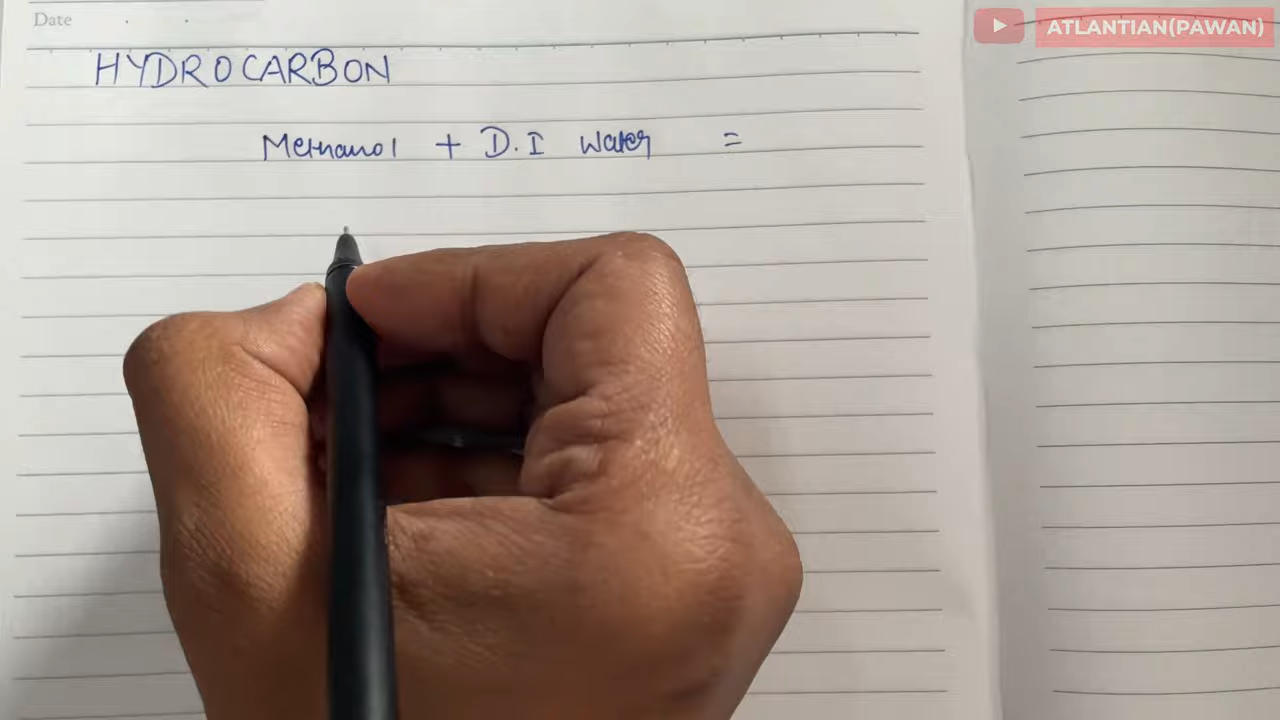 Date
ATLANTIAN(PAWAN)
HYDROCARBON
Methanol + D.I Water =